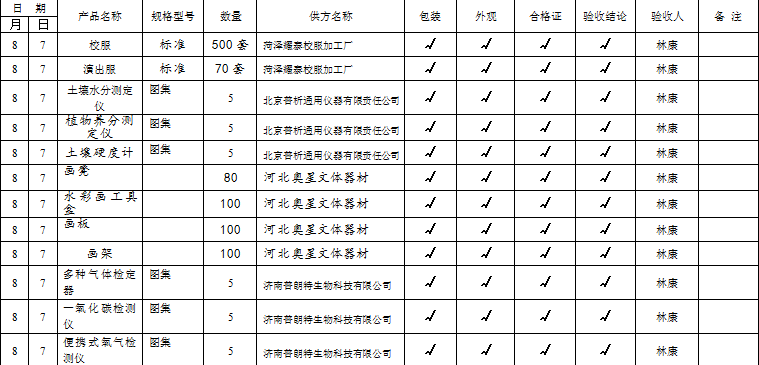 日 期 产品名称 规格型号 数量 供方名称 包装 外观 合格证 验收结论 验收人 备 注
月 日
8 7 校服 标准 500套 菏泽耀泰校服加工厂 √ √ √ √ 林康
8 7 演出服 标准 70套 菏泽耀泰校服加工厂 √ √ √ √ 林康
8 7 土壤水分测定仪 图集 5 北京普析通用仪器有限责任公司 √ √ √ √ 林康
8 7 植物养分测定仪 图集 5 北京普析通用仪器有限责任公司 √ √ √ √ 林康
8 7 土壤硬度计 图集 5 北京普析通用仪器有限责任公司 √ √ √ √ 林康
8 7 画凳 80 河北奥星文体器材 √ √ √ √ 林康
8 7 水彩画工具盒 100 河北奥星文体器材 √ √ √ √ 林康
8 7 画板 100 河北奥星文体器材 √ √ √ √ 林康
8 7 画架 100 河北奥星文体器材 √ √ √ √ 林康
8 7 多种气体检定器 图集 5 济南普朗特生物科技有限公司 √ √ √ √ 林康
8 7 一氧化碳检测仪 图集 5 济南普朗特生物科技有限公司 √ √ √ √ 林康
8 7 便携式氧气检测仪 图集 5 济南普朗特生物科技有限公司 √ √ √ √ 林康